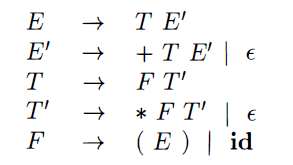 E → T E′
E′ → + T E′ | ϵ
T → F T′
T′ → * F T′ | ϵ
F → ( E ) | id